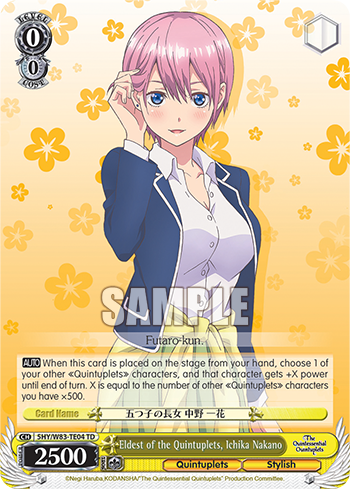 LEVEL
0
0
COST
SAMPLE
Futaro-kun.
AUTO When this card is placed on the stage from your hand, choose 1 of
your other «Quintuplets» characters, and that character gets +X power
until end of turn. X is equal to the number of other «Quintuplets» characters
you have ×500.
Card Name
五つ子の長女 中野 一花
CH 5HY/W83-TE04 TD
Eldest of the Quintuplets, Ichika Nakano
The
Quintessential
Quintuplets
2500
Quintuplets
Stylish
©Negi Haruba,KODANSHA/"The Quintessential Quintuplets" Production Committee.